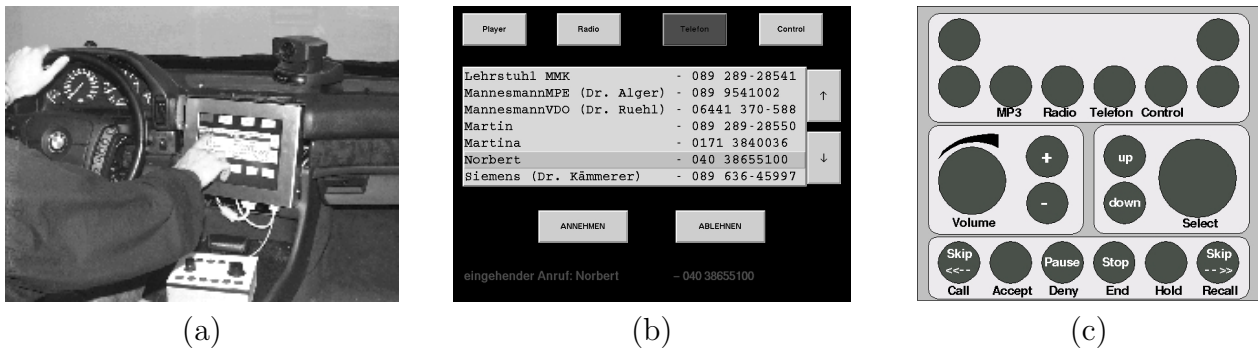 Player Radio Telefon Control
Lehrstuhl MMK - 089 289-28541
MannesmannMPE (Dr. Alger) - 089 9541002
MannesmannVDO (Dr. Ruehl) - 06441 370-588
Martin - 089 289-28550
Martina - 0171 3840036
Norbert - 040 38655100
Siemens (Dr. Kämmerer) - 089 636-45997
↑
↓
ANNEHMEN ABLEHNEN
eingehender Anruf: Norbert – 040 38655100
MP3 Radio Telefon Control
+
-
Volume
up
down
Select
Skip Pause Stop Skip
<<-- -->>
Call Accept Deny End Hold Recall
(a) (b) (c)